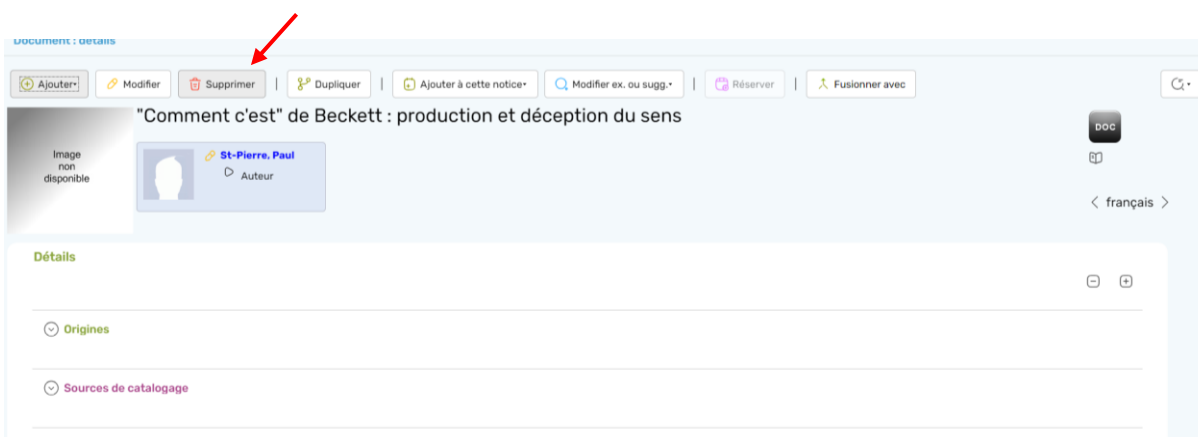 Document : détails
Ajouter Modifier Supprimer | Dupliquer | Ajouter à cette notice Modifier ex. ou sugg. | Réserver | Fusionner avec
"Comment c'est" de Beckett : production et déception du sens
DOC
Image
non
disponible
St-Pierre, Paul
Auteur
< français >
Détails
Origines
Sources de catalogage